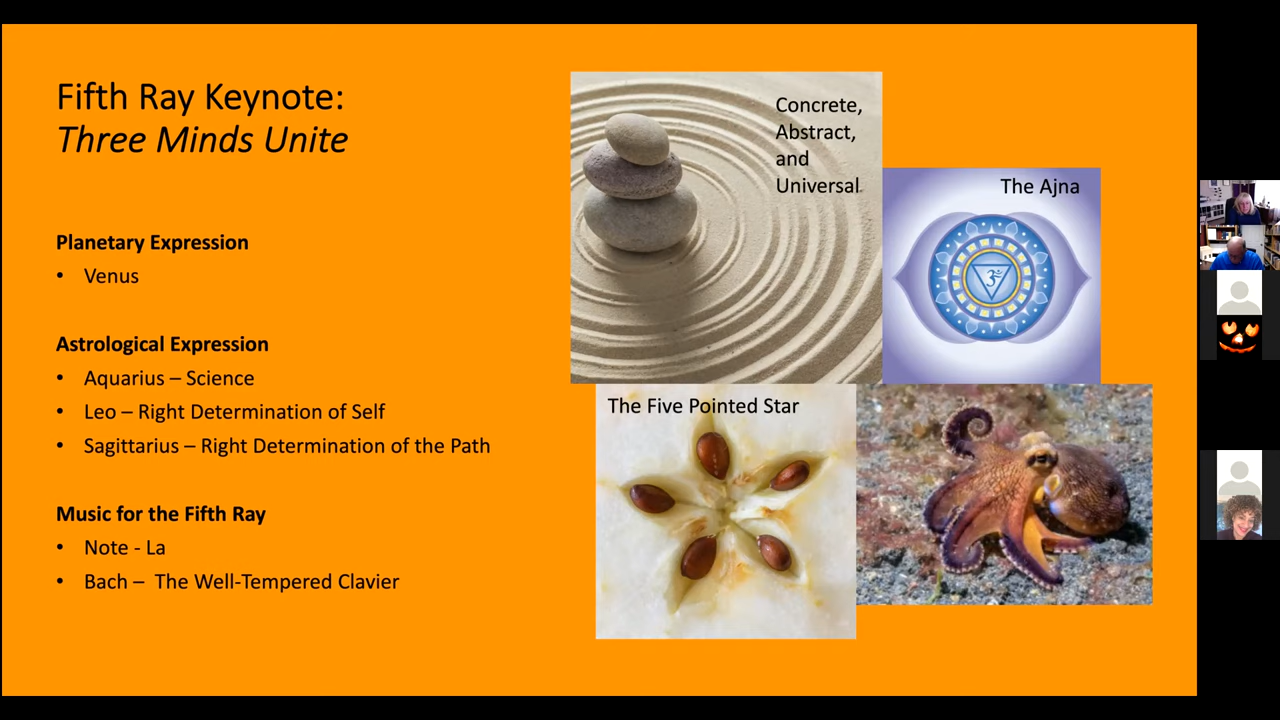 Fifth Ray Keynote:
Three Minds Unite
Planetary Expression
• Venus
Astrological Expression
• Aquarius – Science
• Leo – Right Determination of Self
• Sagittarius – Right Determination of the Path
Music for the Fifth Ray
• Note - La
• Bach – The Well-Tempered Clavier
Concrete,
Abstract,
and
Universal
The Ajna
ॐ
The Five Pointed Star